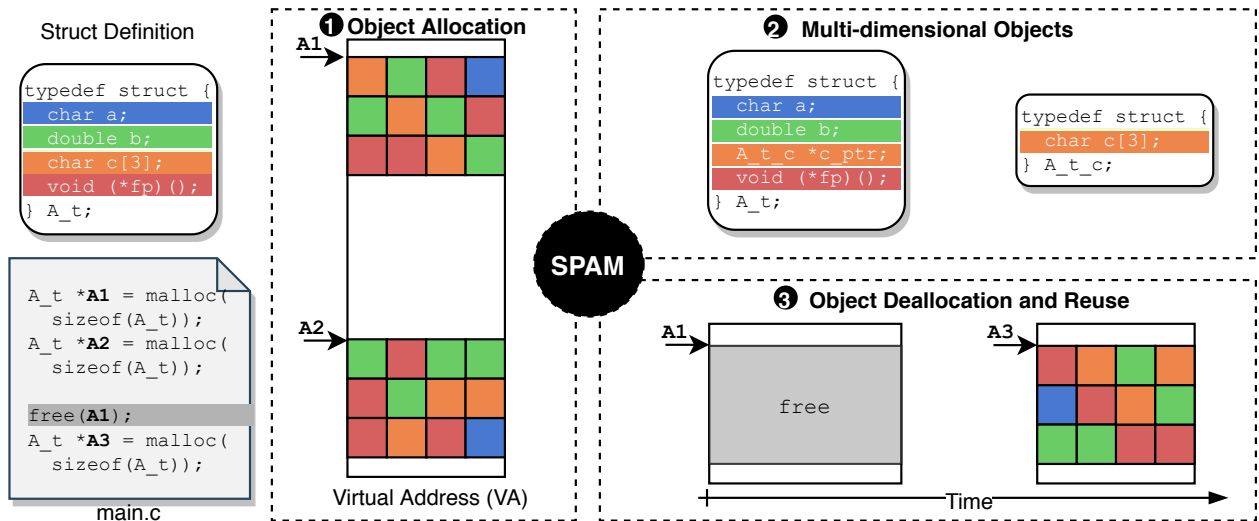 Struct Definition
typedef struct {
char a;
double b;
char c[3];
void (*fp)();
} A_t;
A_t *A1 = malloc(
sizeof(A_t));
A_t *A2 = malloc(
sizeof(A_t));
free(A1);
A_t *A3 = malloc(
sizeof(A_t));
main.c
1 Object Allocation
A1
A2
Virtual Address (VA)
SPAM
2 Multi-dimensional Objects
typedef struct {
char a;
double b;
A_t_c *c_ptr;
void (*fp)();
} A_t;
typedef struct {
char c[3];
} A_t_c;
3 Object Deallocation and Reuse
A1
free
A3
Time